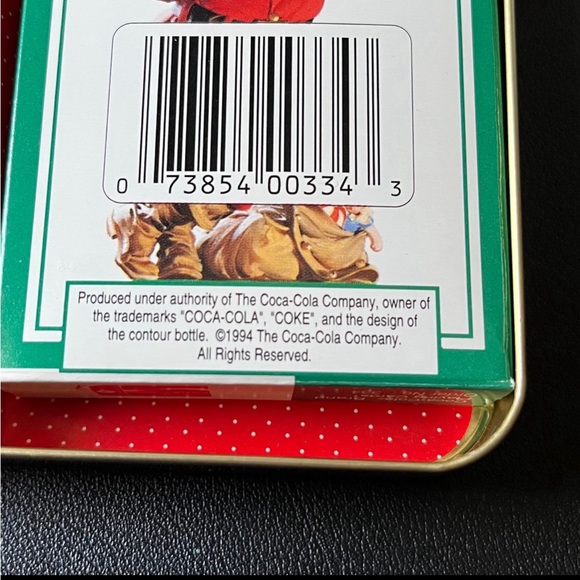 0 73854 00334 3
Produced under authority of The Coca-Cola Company, owner of
the trademarks "COCA-COLA", "COKE", and the design of
the contour bottle. ©1994 The Coca-Cola Company.
All Rights Reserved.